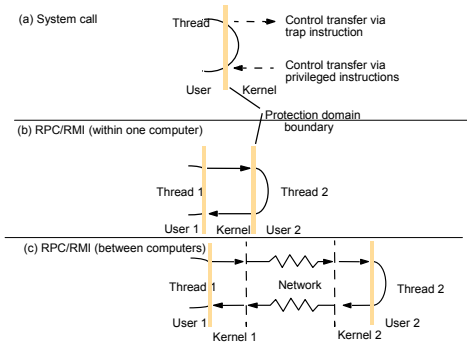 (a) System call
Thread
Control transfer via
trap instruction
Control transfer via
privileged instructions
User
Kernel
Protection domain
boundary
(b) RPC/RMI (within one computer)
Thread 1
Thread 2
User 1
Kernel
User 2
(c) RPC/RMI (between computers)
Thread 1
Network
Thread 2
User 1
User 2
Kernel 1
Kernel 2